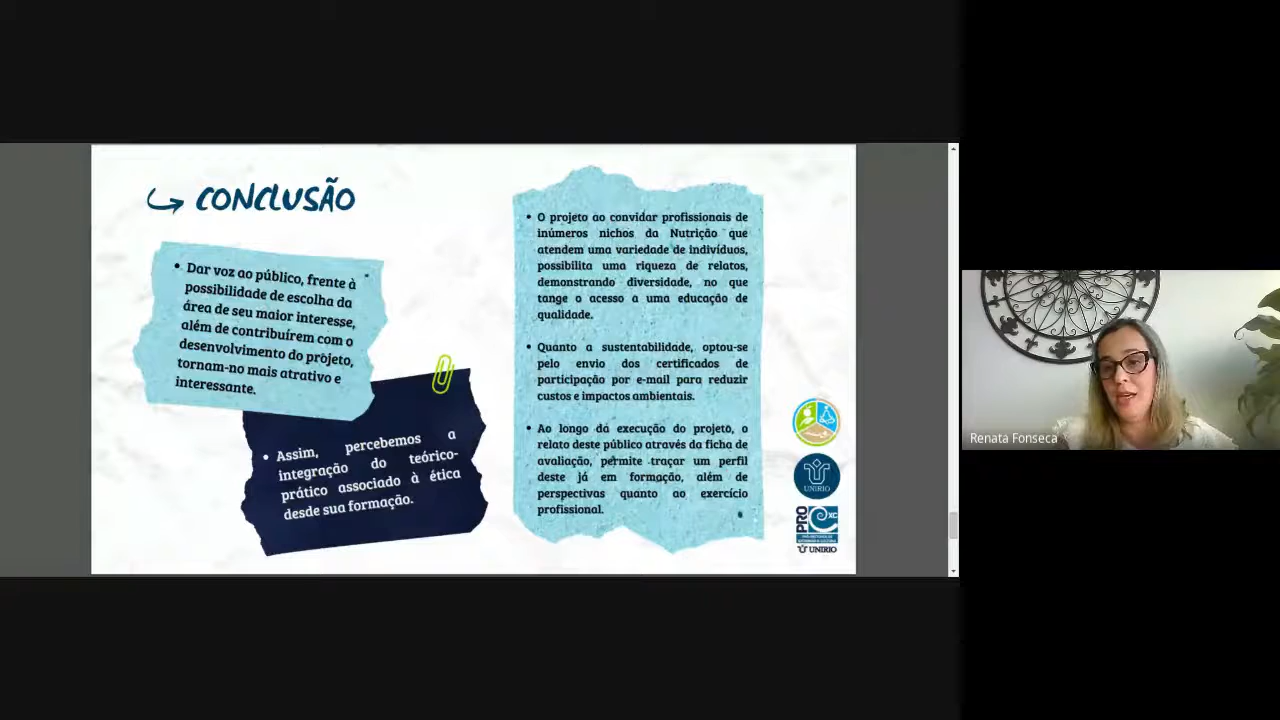 CONCLUSÃO
• Dar voz ao público, frente à
possibilidade de escolha da
área de seu maior interesse,
além de contribuírem com o
desenvolvimento do projeto,
tornam-no mais atrativo e
interessante.
• Assim, percebemos a
integração do teórico-
prático associado à ética
desde sua formação.
• O projeto ao convidar profissionais de
inúmeros nichos da Nutrição que
atendem uma variedade de indivíduos,
possibilita uma riqueza de relatos,
demonstrando diversidade, no que
tange o acesso a uma educação de
qualidade.
• Quanto a sustentabilidade, optou-se
pelo envio dos certificados de
participação por e-mail para reduzir
custos e impactos ambientais.
• Ao longo da execução do projeto, o
relato deste público através da ficha de
avaliação, permite traçar um perfil
deste já em formação, além de
perspectivas quanto ao exercício
profissional.
UNIRIO
PRO
EXC
UNIRIO
Renata Fonseca